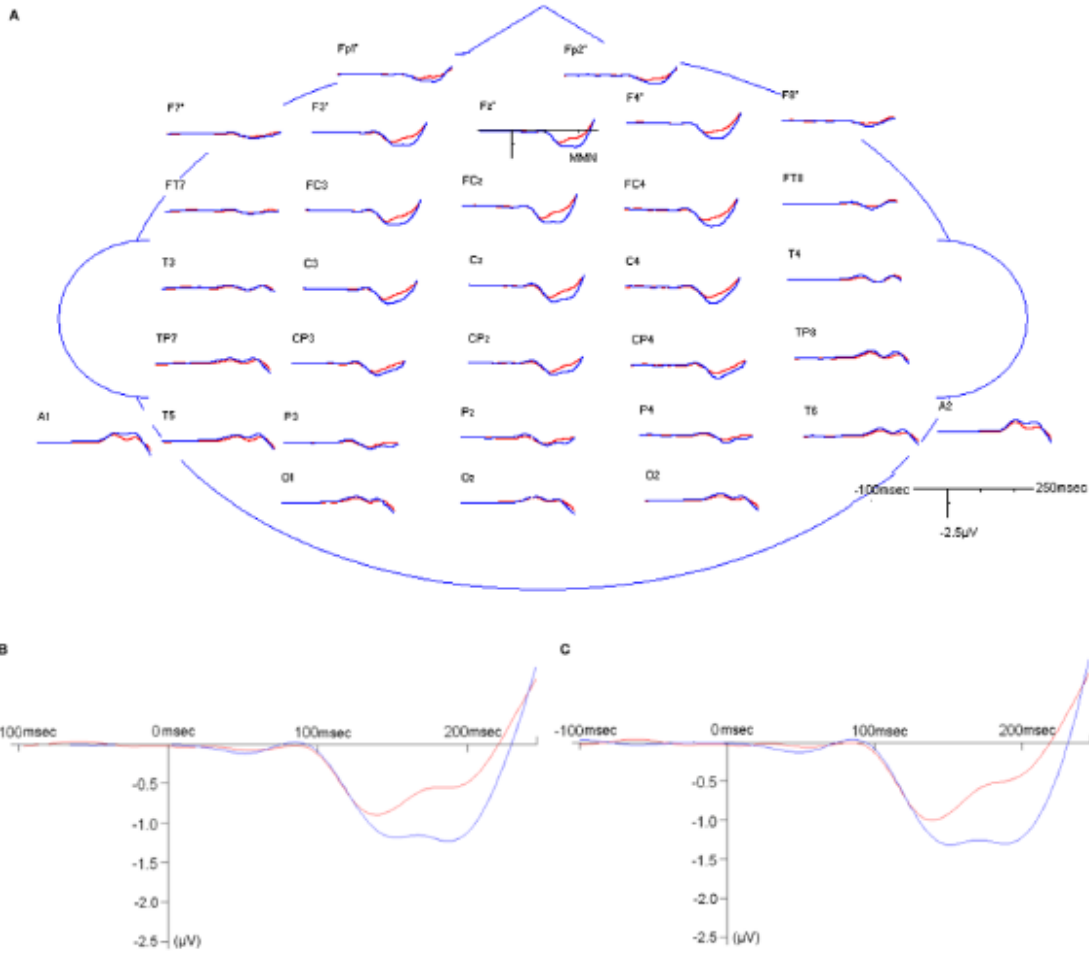 A
Fp1* Fp2*
F7* F3* Fz* F4* F8*
MMN
FT7 FC3 FCz FC4 FT8
T3 C3 Cz C4 T4
TP7 CP3 CPz CP4 TP8
A1 T5 P3 Pz P4 T6 A2
O1 Oz O2
-100msec 250msec
-2.5µV
B
100msec 0msec 100msec 200msec
-0.5
-1.0
-1.5
-2.0
-2.5 (µV)
C
-100msec 0msec 100msec 200msec
-0.5
-1.0
-1.5
-2.0
-2.5 (µV)